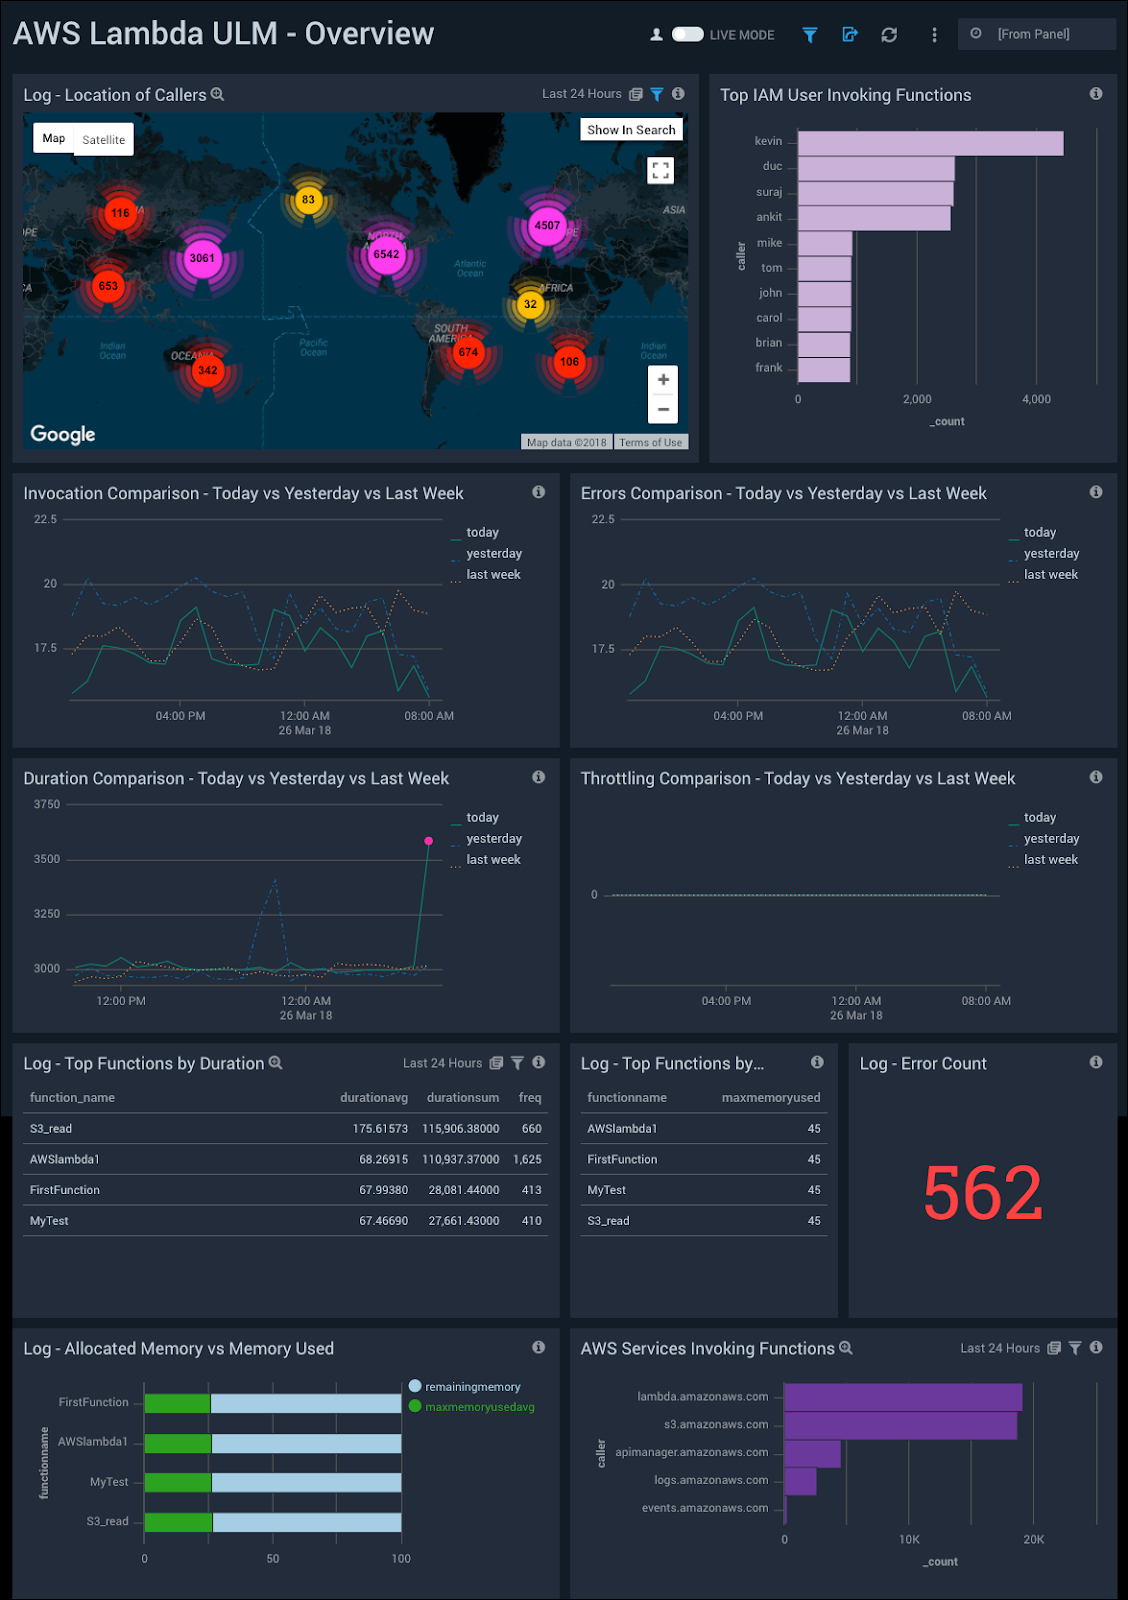 AWS Lambda ULM - Overview
LIVE MODE
[From Panel]
Log - Location of Callers
Last 24 Hours
Map
Satellite
Show In Search
116
3061
653
342
83
6542
4507
32
674
106
NORTH
ASIA
AFRICA
SOUTH
AMERICA
OCEANIA
Atlantic
Ocean
Indian
Ocean
Pacific
Ocean
Indian
Ocean
+
−
Google
Map data ©2018
Terms of Use
Top IAM User Invoking Functions
caller
kevin
duc
suraj
ankit
mike
tom
john
carol
brian
frank
0 2,000 4,000
_count
Invocation Comparison - Today vs Yesterday vs Last Week
22.5
20
17.5
today
yesterday
last week
04:00 PM 12:00 AM 08:00 AM
26 Mar 18
Errors Comparison - Today vs Yesterday vs Last Week
22.5
20
17.5
today
yesterday
last week
04:00 PM 12:00 AM 08:00 AM
26 Mar 18
Duration Comparison - Today vs Yesterday vs Last Week
3750
3500
3250
3000
today
yesterday
last week
12:00 PM 12:00 AM
26 Mar 18
Throttling Comparison - Today vs Yesterday vs Last Week
0
today
yesterday
last week
04:00 PM 12:00 AM 08:00 AM
26 Mar 18
Log - Top Functions by Duration
Last 24 Hours
function_name durationavg durationsum freq
S3_read 175.61573 115,906.38000 660
AWSlambda1 68.26915 110,937.37000 1,625
FirstFunction 67.99380 28,081.44000 413
MyTest 67.46690 27,661.43000 410
Log - Top Functions by...
functionname maxmemoryused
AWSlambda1 45
FirstFunction 45
MyTest 45
S3_read 45
Log - Error Count
562
Log - Allocated Memory vs Memory Used
functionname
FirstFunction
AWSlambda1
MyTest
S3_read
0 50 100
remainingmemory
maxmemoryusedavg
AWS Services Invoking Functions
Last 24 Hours
caller
lambda.amazonaws.com
s3.amazonaws.com
apimanager.amazonaws.com
logs.amazonaws.com
events.amazonaws.com
0 10K 20K
_count